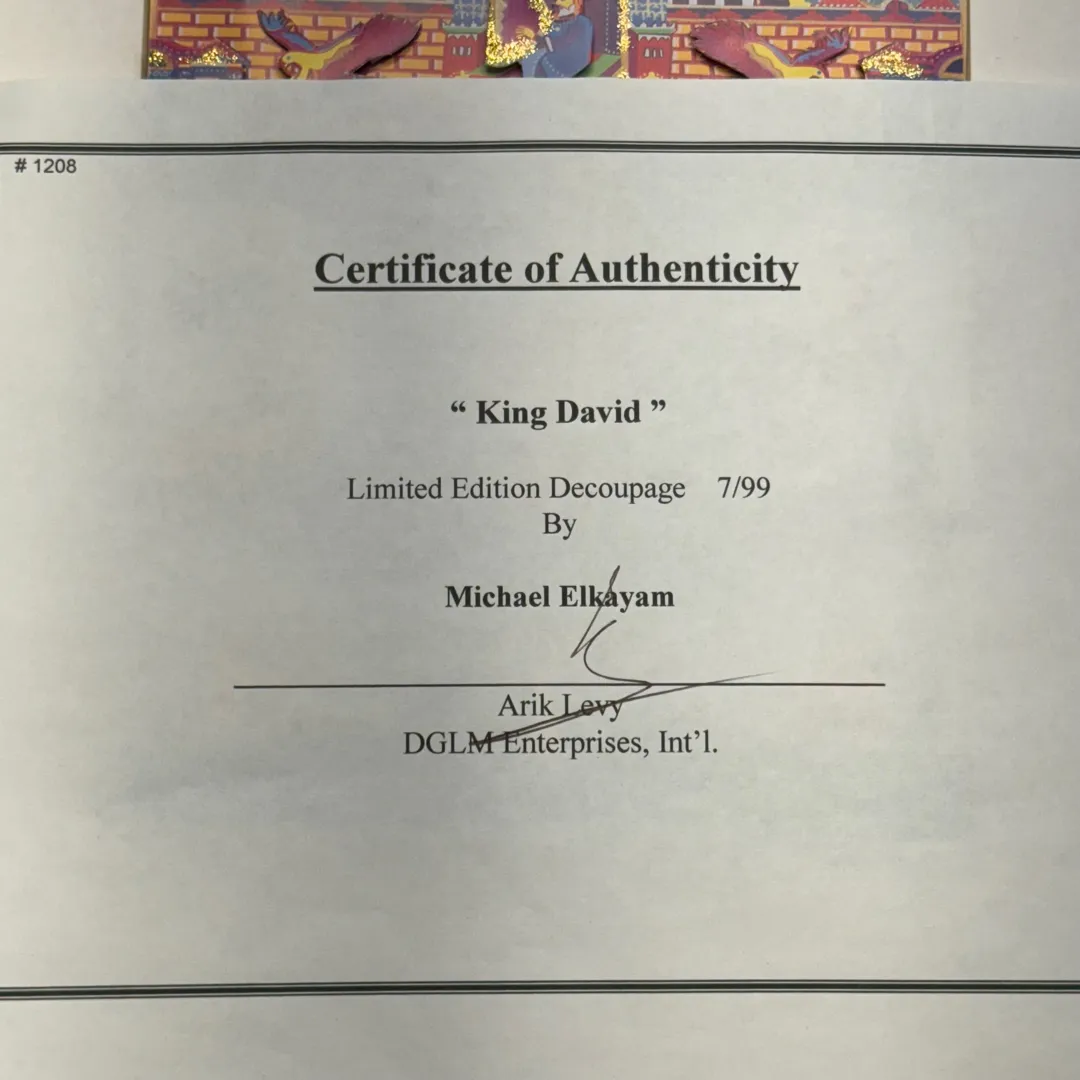 # 1208
Certificate of Authenticity
“ King David ”
Limited Edition Decoupage 7/99
By
Michael Elkayam
Arik Levy
DGLM Enterprises, Int’l.